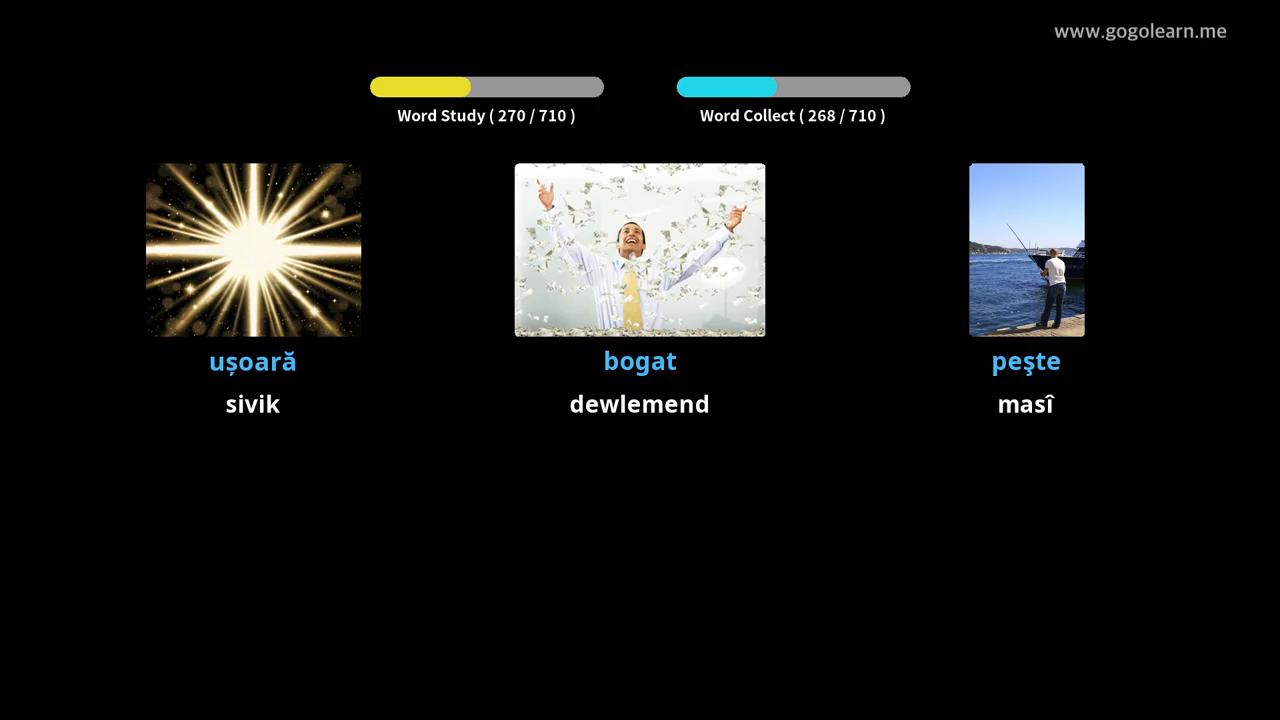 www.gogolearn.me
Word Study ( 270 / 710 )
Word Collect ( 268 / 710 )
ușoară
bogat
peşte
sivik
dewlemend
masî